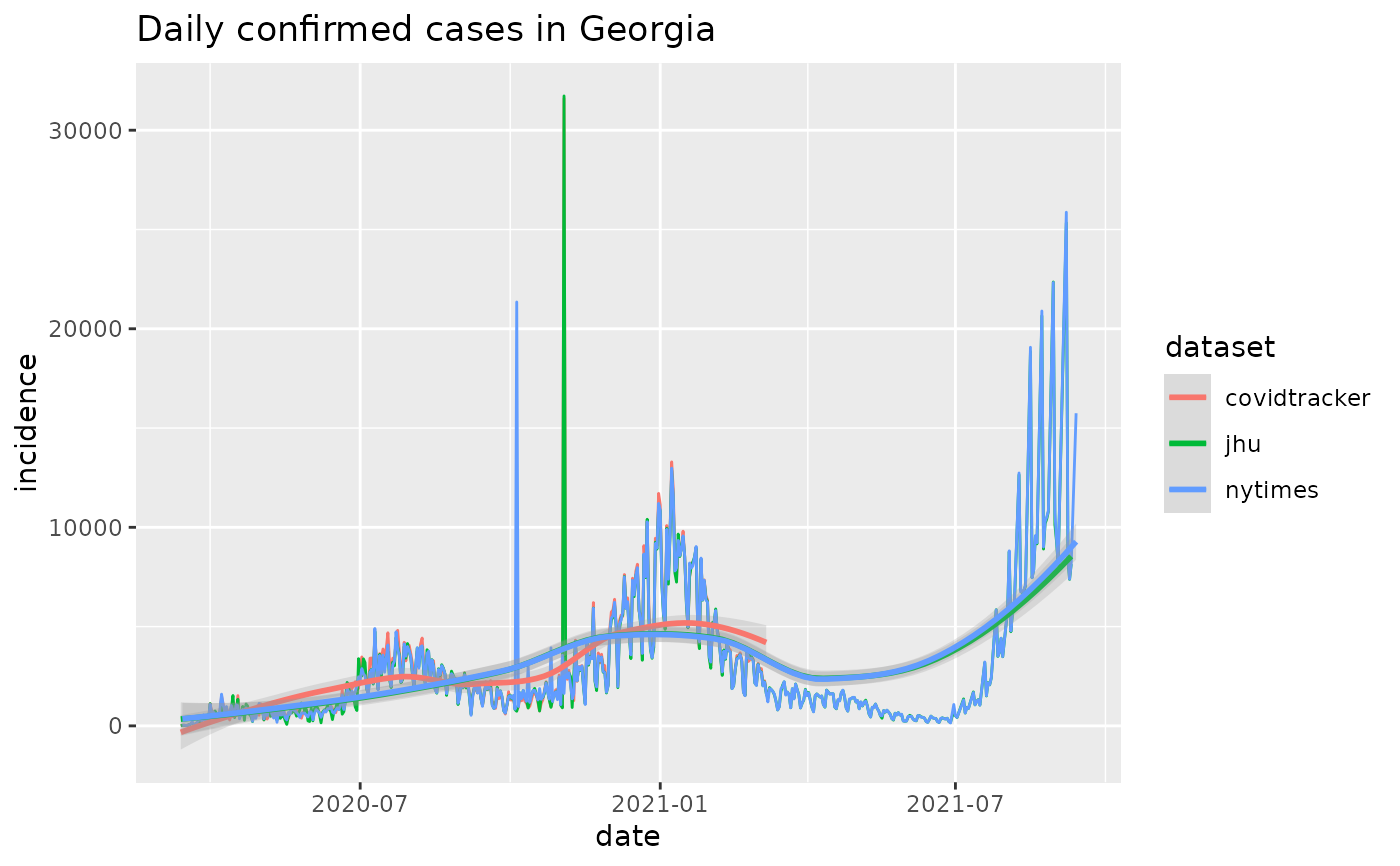 Daily confirmed cases in Georgia
30000
20000
10000
0
incidence
2020-07
2021-01
2021-07
date
dataset
covidtracker
jhu
nytimes